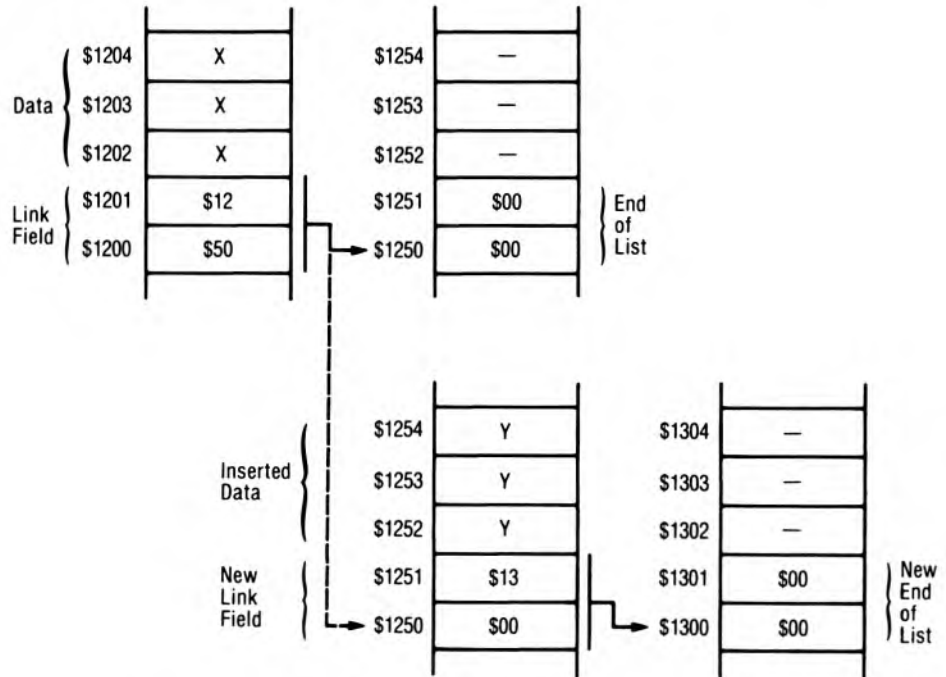 $1204 X $1254 —
Data $1203 X $1253 —
$1202 X $1252 —
Link Field $1201 $12 $1251 $00 End of List
$1200 $50 $1250 $00
$1254 Y $1304 —
Inserted Data $1253 Y $1303 —
$1252 Y $1302 —
New Link Field $1251 $13 $1301 $00 New End of List
$1250 $00 $1300 $00